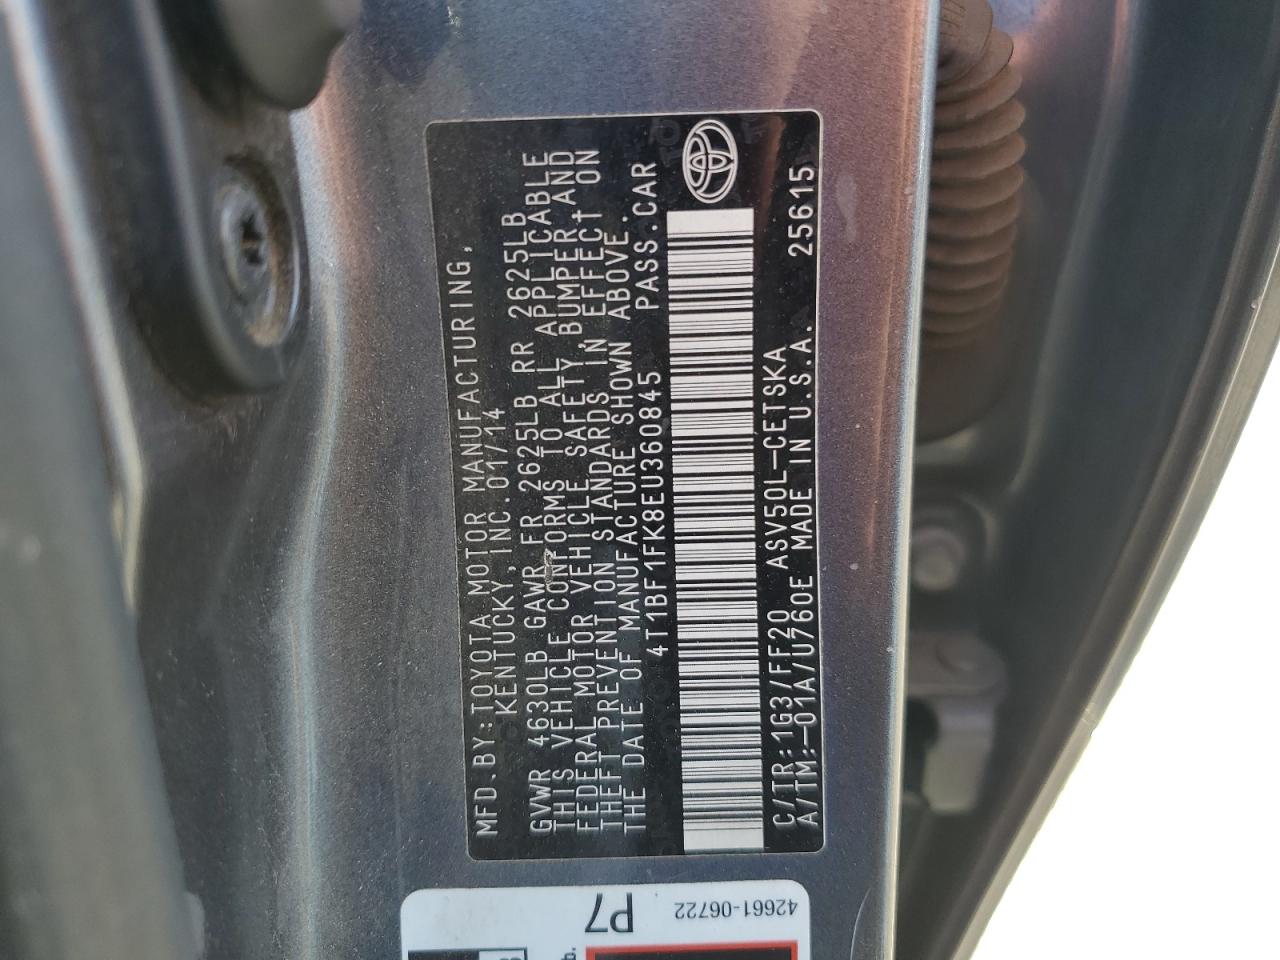 MFD.BY:TOYOTA MOTOR MANUFACTURING,
KENTUCKY,INC. 01/14
GVWR 4630LB GAWR FR 2625LB RR 2625LB
THIS VEHICLE CONFORMS TO ALL APPLICABLE
FEDERAL MOTOR VEHICLE SAFETY,BUMPER,AND
THEFT PREVENTION STANDARDS IN EFFECT ON
THE DATE OF MANUFACTURE SHOWN ABOVE.
4T1BF1FK8EU360845 PASS.CAR
C/TR:1G3/FF20 ASV50L-CETSKA
A/TM:-01A/U760E MADE IN U.S.A. 25615
42661-06722
P7